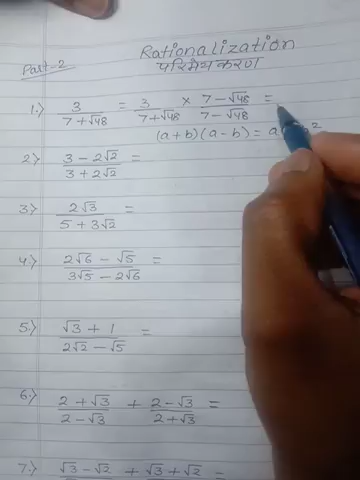 Rationalization
Part-2 परिमेयकरण
1.) 3/(7+√48) = 3/(7+√48) × (7-√48)/(7-√48) =
(a+b)(a-b) = a 2
2.) (3-2√2)/(3+2√2) =
3.) 2√3/(5+3√2) =
4.) (2√6-√5)/(3√5-2√6) =
5.) (√3+1)/(2√2-√5) =
6.) (2+√3)/(2-√3) + (2-√3)/(2+√3) =
7.) √3-√2 + √3+√2 =